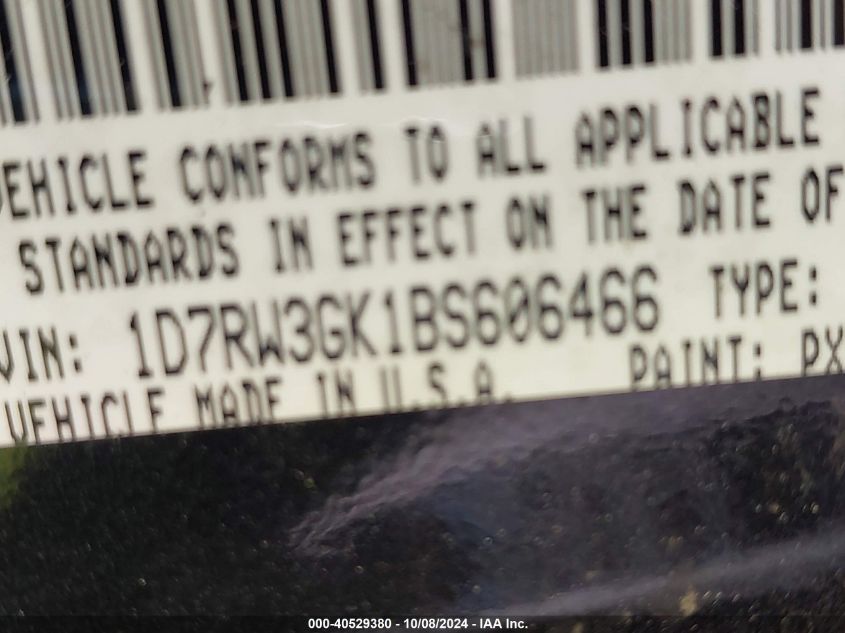 VEHICLE CONFORMS TO ALL APPLICABLE
STANDARDS IN EFFECT ON THE DATE OF
VIN: 1D7RW3GK1BS606466 TYPE:
VEHICLE MADE IN U.S.A. PAINT: PX
000-40529380 - 10/08/2024 - IAA Inc.